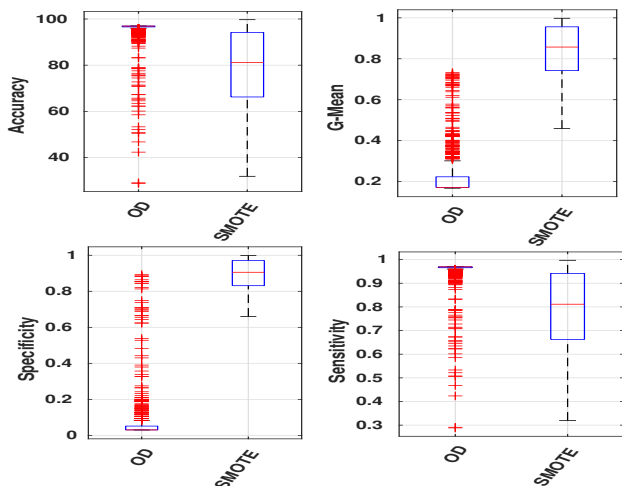 100
80
60
40
Accuracy
OD
SMOTE
1
0.8
0.6
0.4
0.2
G-Mean
OD
SMOTE
1
0.8
0.6
0.4
0.2
0
Specificity
OD
SMOTE
1
0.9
0.8
0.7
0.6
0.5
0.4
0.3
Sensitivity
OD
SMOTE